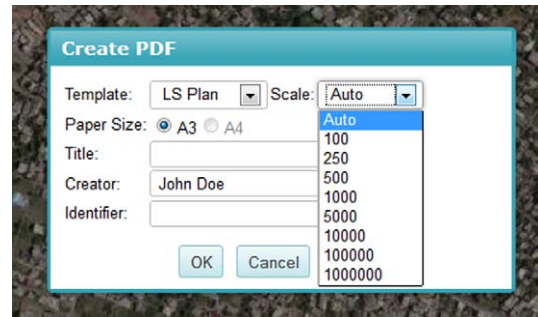 Create PDF
Template: LS Plan Scale: Auto
Paper Size: A3 A4
Title:
Creator: John Doe
Identifier:
OK Cancel
Auto
100
250
500
1000
5000
10000
100000
1000000